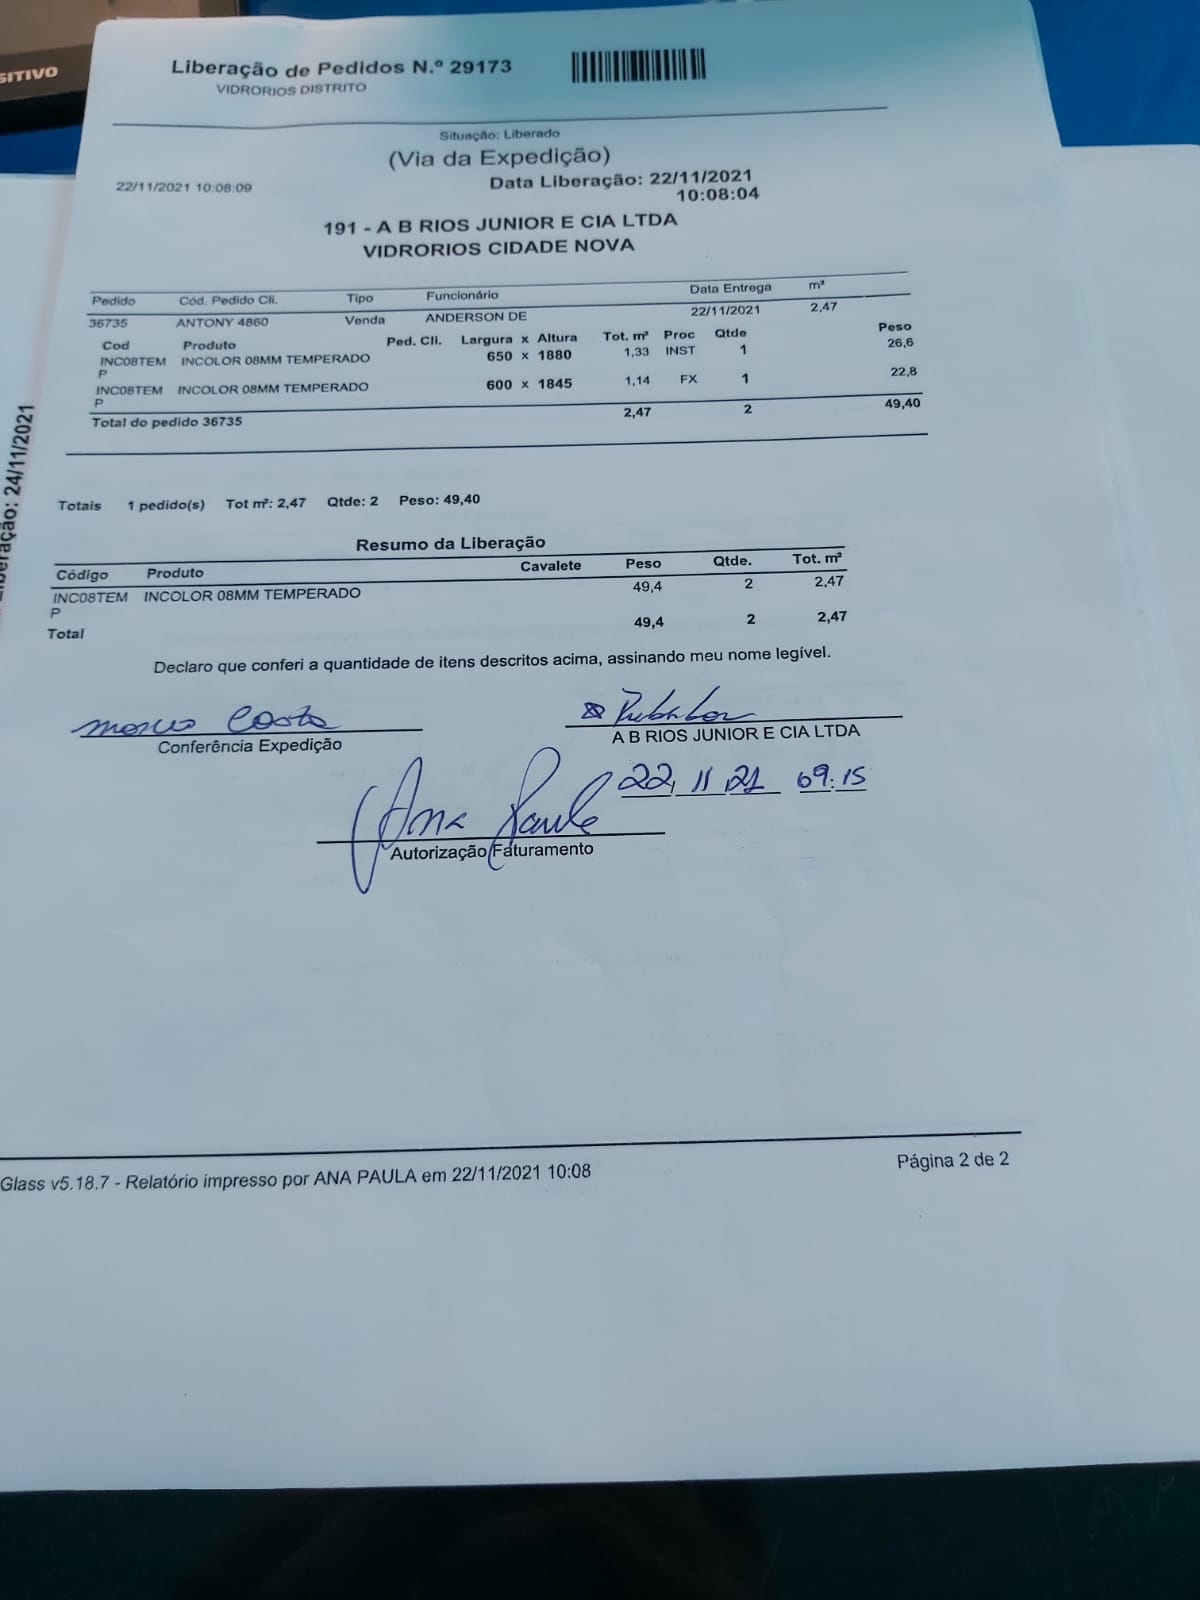 SITIVO
Liberação de Pedidos N.º 29173
VIDRORIOS DISTRITO
Situação: Liberado
(Via da Expedição)
22/11/2021 10:08:09
Data Liberação: 22/11/2021
10:08:04
191 - A B RIOS JUNIOR E CIA LTDA
VIDRORIOS CIDADE NOVA
Pedido Cód. Pedido Cli. Tipo Funcionário Data Entrega m²
36735 ANTONY 4860 Venda ANDERSON DE 22/11/2021 2,47
Cod Produto Ped. Cli. Largura x Altura Tot. m² Proc Qtde Peso
INC08TEM INCOLOR 08MM TEMPERADO 650 x 1880 1,33 INST 1 26,6
P
INC08TEM INCOLOR 08MM TEMPERADO 600 x 1845 1,14 FX 1 22,8
P
Total do pedido 36735 2,47 2 49,40
Totais 1 pedido(s) Tot m²: 2,47 Qtde: 2 Peso: 49,40
Resumo da Liberação
Código Produto Cavalete Peso Qtde. Tot. m²
INC08TEM INCOLOR 08MM TEMPERADO 49,4 2 2,47
P
Total 49,4 2 2,47
Declaro que conferi a quantidade de itens descritos acima, assinando meu nome legível.
Costa
Conferência Expedição
A B RIOS JUNIOR E CIA LTDA
22, 11 21 09:15
Ana Paula
Autorização Faturamento
Glass v5.18.7 - Relatório impresso por ANA PAULA em 22/11/2021 10:08
Página 2 de 2
eração: 24/11/2021